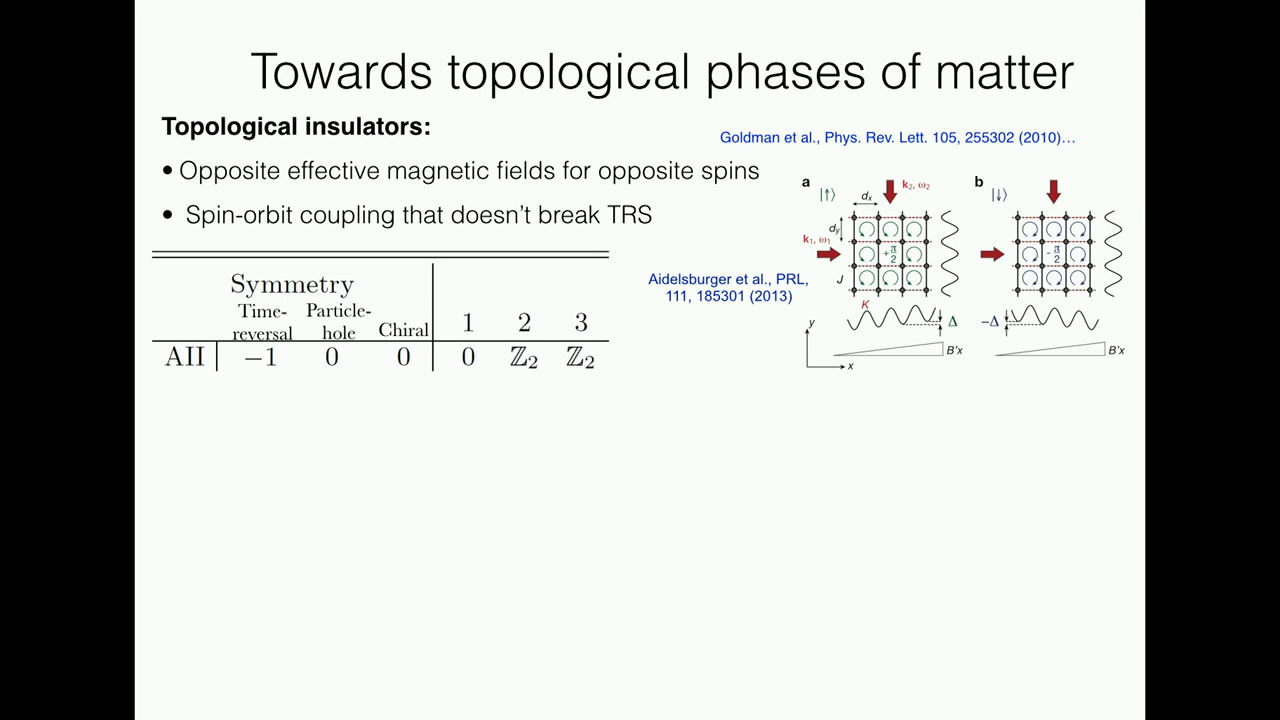 Towards topological phases of matter
Topological insulators:
Goldman et al., Phys. Rev. Lett. 105, 255302 (2010)…
• Opposite effective magnetic fields for opposite spins
• Spin-orbit coupling that doesn't break TRS
Symmetry
Time-reversal Particle-hole Chiral 1 2 3
AII −1 0 0 0 ℤ₂ ℤ₂
Aidelsburger et al., PRL,
111, 185301 (2013)
a
|↑⟩
dₓ
k₂, ω₂
d_y
k₁, ω₁
+π/2
J
K
Δ
y
x
B'x
b
|↓⟩
-π/2
−Δ
B'x